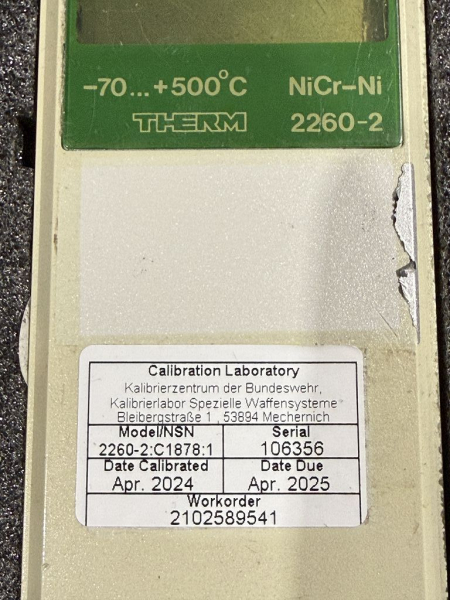 -70...+500°C NiCr-Ni
THERM 2260-2
Calibration Laboratory
Kalibrierzentrum der Bundeswehr,
Kalibrierlabor Spezielle Waffensysteme
Bleibergstraße 1 , 53894 Mechernich
Model/NSN Serial
2260-2:C1878:1 106356
Date Calibrated Date Due
Apr. 2024 Apr. 2025
Workorder
2102589541